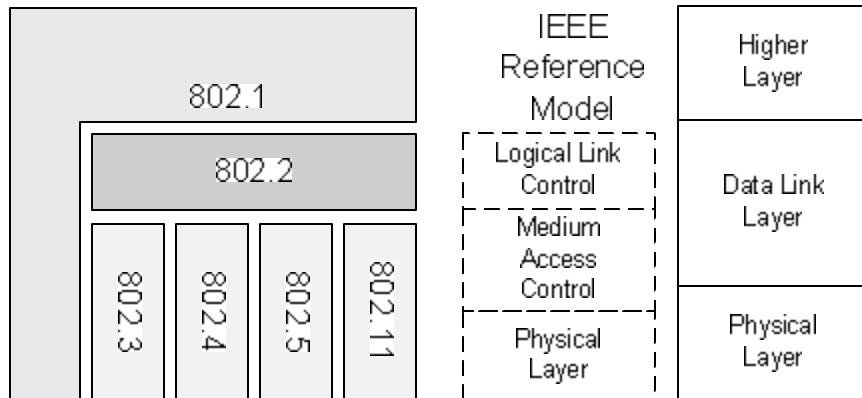 802.1
802.2
802.3
802.4
802.5
802.11
IEEE
Reference
Model
Logical Link
Control
Medium
Access
Control
Physical
Layer
Higher
Layer
Data Link
Layer
Physical
Layer